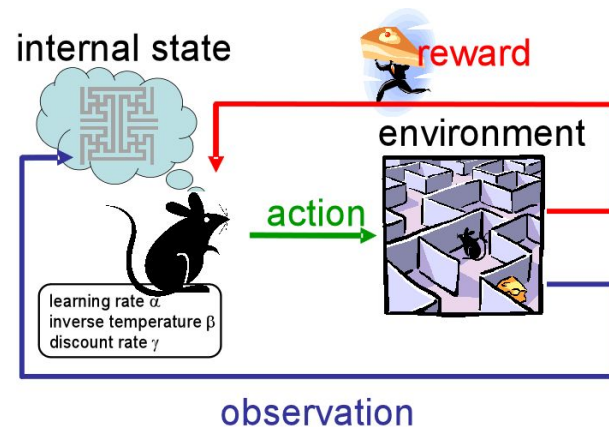 internal state
reward
environment
action
learning rate α
inverse temperature β
discount rate γ
observation